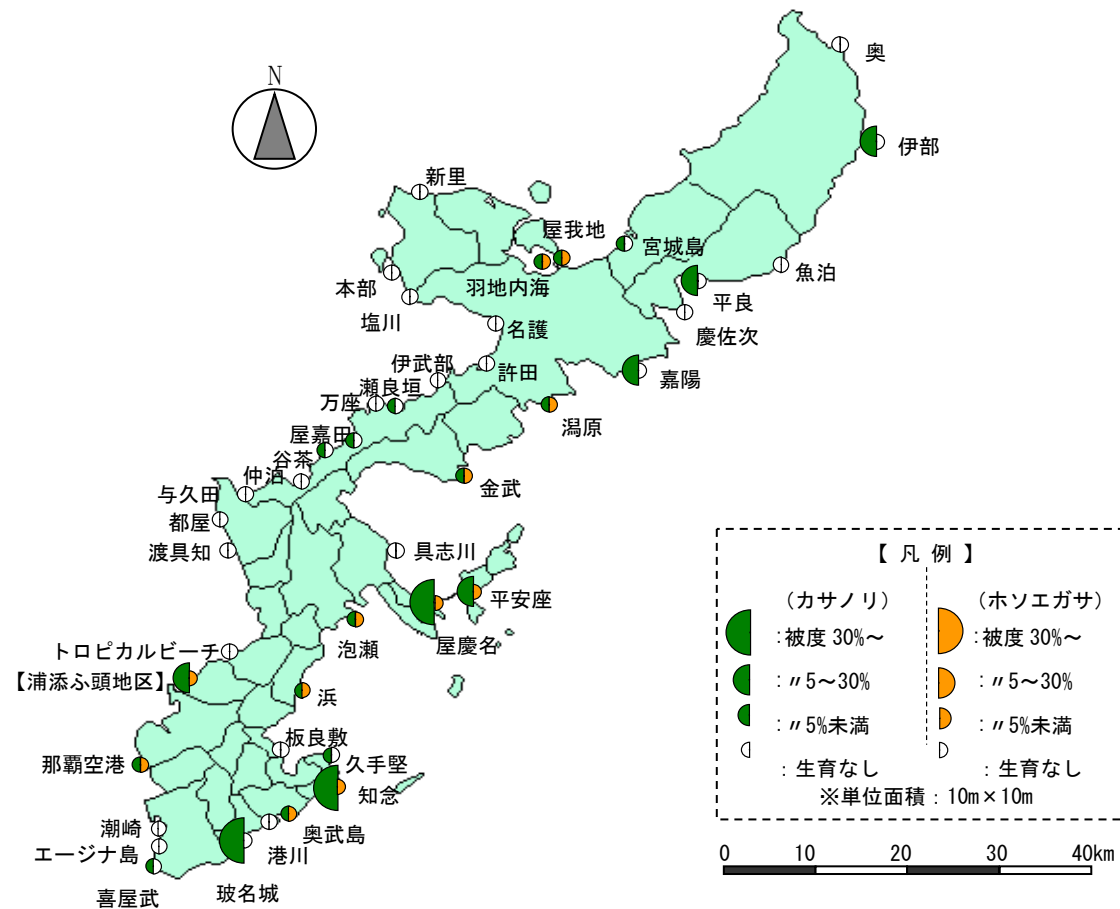 N
奥
伊部
新里
屋我地
宮城島
魚泊
羽地内海
本部
平良
塩川
慶佐次
名護
伊武部
許田
嘉陽
瀬良垣
万座
潟原
屋嘉田
谷茶
仲泊
金武
与久田
都屋
渡具知
具志川
平安座
屋慶名
泡瀬
トロピカルビーチ
【浦添ふ頭地区】
浜
板良敷
那覇空港
久手堅
知念
潮崎
奥武島
エージナ島
港川
喜屋武
玻名城
【 凡 例 】
(カサノリ) (ホソエガサ)
:被度 30%~ :被度 30%~
:〃5~30% :〃5~30%
:〃5%未満 :〃5%未満
:生育なし :生育なし
※単位面積:10m×10m
0 10 20 30 40km